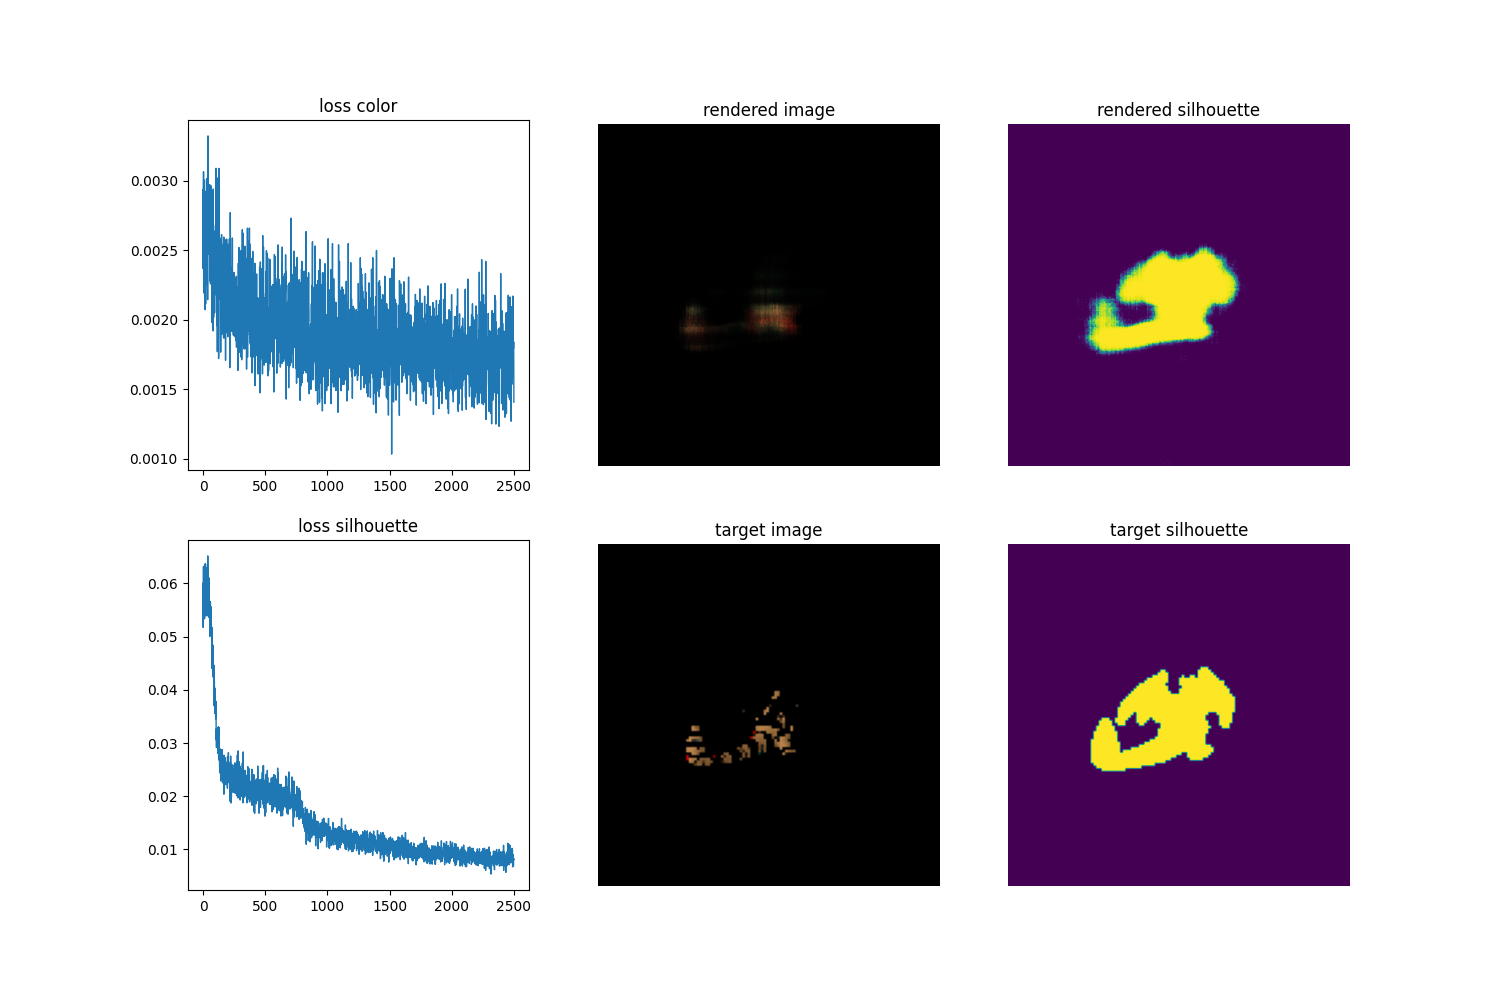 loss color
rendered image
rendered silhouette
0.0030
0.0025
0.0020
0.0015
0.0010
0 500 1000 1500 2000 2500
loss silhouette
target image
target silhouette
0.06
0.05
0.04
0.03
0.02
0.01
0 500 1000 1500 2000 2500